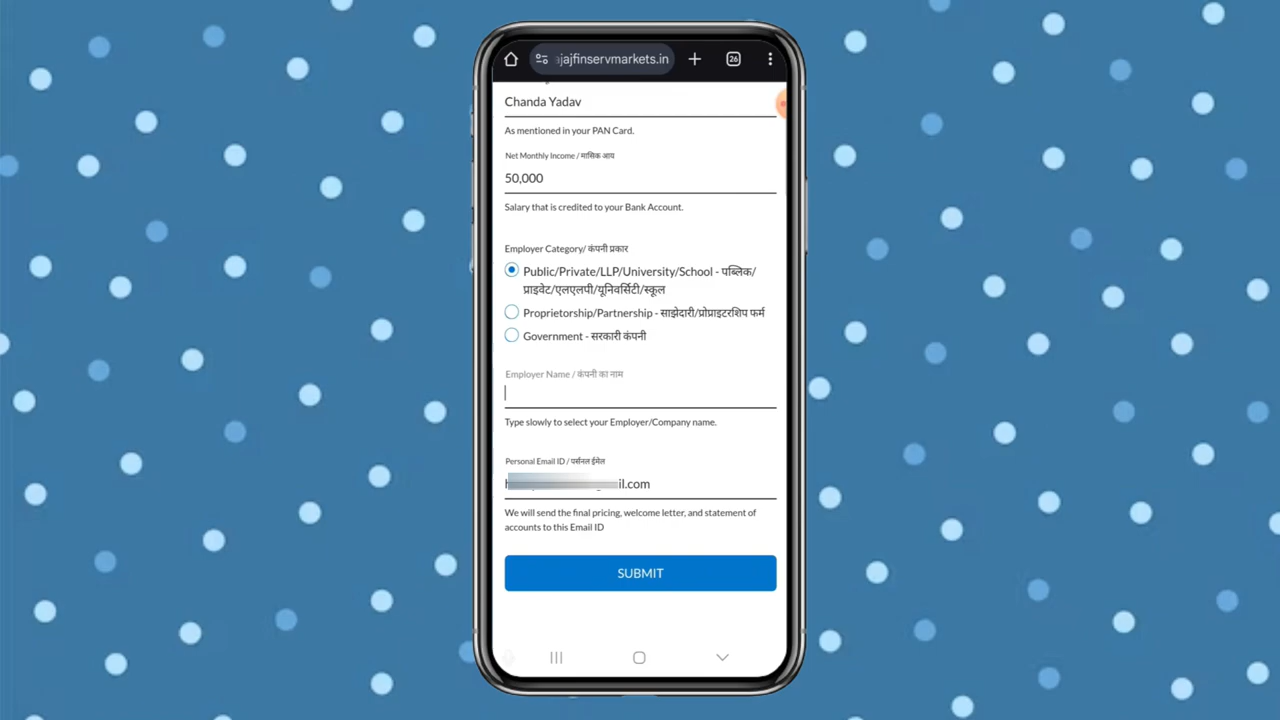 ajfinservmarkets.in
26
Chanda Yadav
As mentioned in your PAN Card.
Net Monthly Income / मासिक आय
50,000
Salary that is credited to your Bank Account.
Employer Category/ कंपनी प्रकार
Public/Private/LLP/University/School - पब्लिक/
प्राइवेट/एलएलपी/यूनिवर्सिटी/स्कूल
Proprietorship/Partnership - साझेदारी/प्रोप्राइटरशिप फर्म
Government - सरकारी कंपनी
Employer Name / कंपनी का नाम
Type slowly to select your Employer/Company name.
Personal Email ID / पर्सनल ईमेल
il.com
We will send the final pricing, welcome letter, and statement of
accounts to this Email ID
SUBMIT